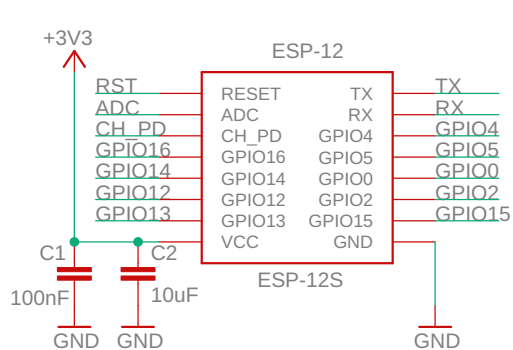 +3V3
ESP-12
RST RESET TX TX
ADC ADC RX RX
CH_PD CH_PD GPIO4 GPIO4
GPIO16 GPIO16 GPIO5 GPIO5
GPIO14 GPIO14 GPIO0 GPIO0
GPIO12 GPIO12 GPIO2 GPIO2
GPIO13 GPIO13 GPIO15 GPIO15
VCC GND
C1 C2
ESP-12S
100nF 10uF
GND GND GND